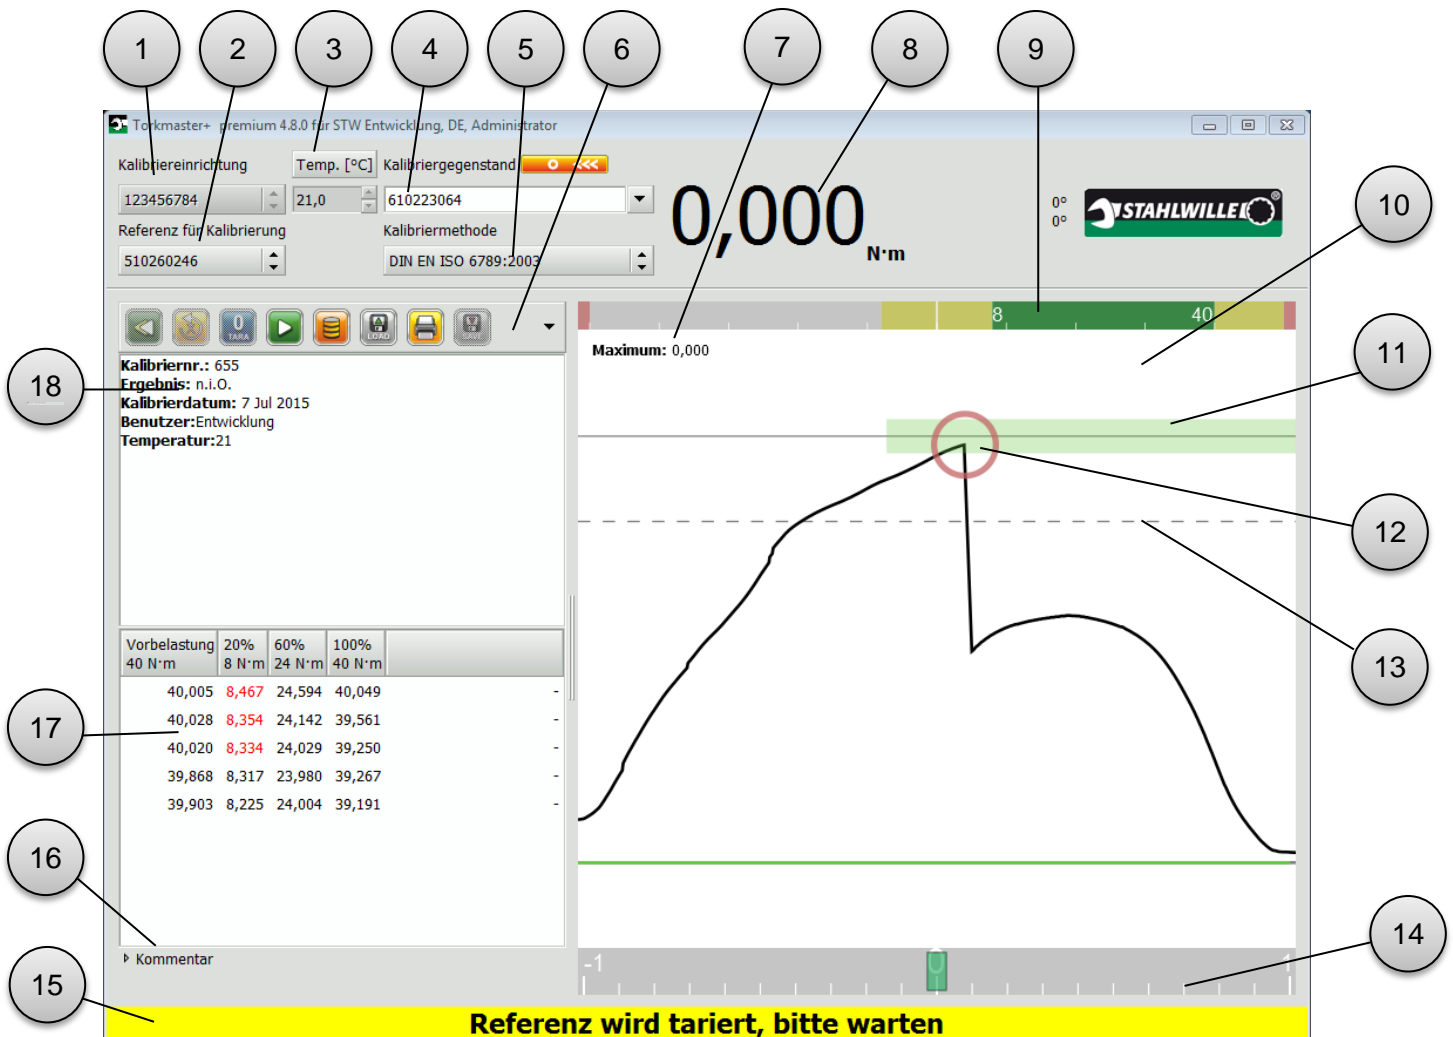 1 2 3 4 5 6 7 8 9
Torkmaster+ premium 4.8.0 für STW Entwicklung, DE, Administrator
Kalibriereinrichtung Temp. [°C] Kalibriergegenstand O <<<
123456784 21,0 610223064
Referenz für Kalibrierung Kalibriermethode
510260246 DIN EN ISO 6789:2003
0,000 N·m
0°
0°
STAHLWILLE ®
10
0
TARA LOAD SAVE
8 40
Maximum: 0,000
11
Kalibriernr.: 655
Ergebnis: n.i.O.
Kalibrierdatum: 7 Jul 2015
Benutzer:Entwicklung
Temperatur:21
18
12
13
Vorbelastung 20% 60% 100%
40 N·m 8 N·m 24 N·m 40 N·m
40,005 8,467 24,594 40,049 -
40,028 8,354 24,142 39,561 -
40,020 8,334 24,029 39,250 -
39,868 8,317 23,980 39,267 -
39,903 8,225 24,004 39,191 -
17
16
Kommentar
-1 0 1
14
15
Referenz wird tariert, bitte warten